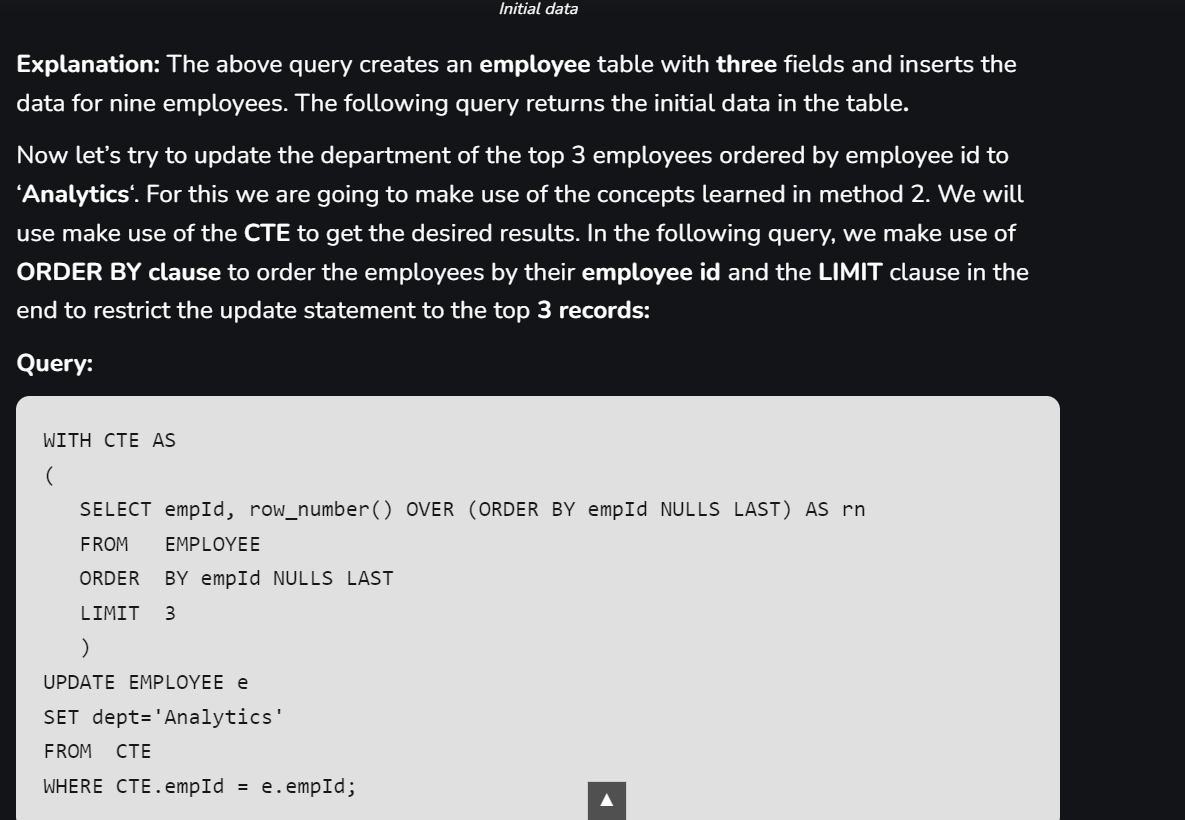 Initial data
Explanation: The above query creates an employee table with three fields and inserts the
data for nine employees. The following query returns the initial data in the table.
Now let’s try to update the department of the top 3 employees ordered by employee id to
‘Analytics‘. For this we are going to make use of the concepts learned in method 2. We will
use make use of the CTE to get the desired results. In the following query, we make use of
ORDER BY clause to order the employees by their employee id and the LIMIT clause in the
end to restrict the update statement to the top 3 records:
Query:
WITH CTE AS
(
   SELECT empId, row_number() OVER (ORDER BY empId NULLS LAST) AS rn
   FROM   EMPLOYEE
   ORDER  BY empId NULLS LAST
   LIMIT  3
   )
UPDATE EMPLOYEE e
SET dept='Analytics'
FROM  CTE
WHERE CTE.empId = e.empId;